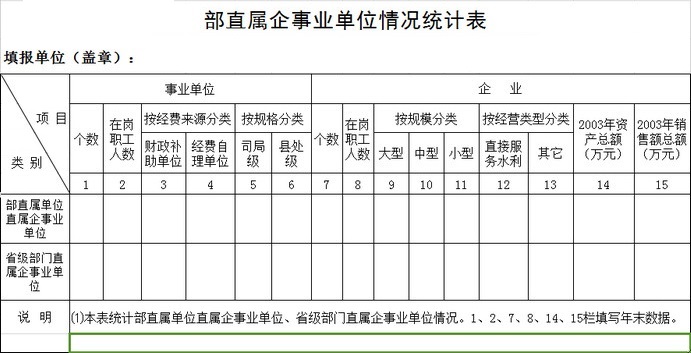 部直属企事业单位情况统计表
填报单位（盖章）：
项 目
类 别
事业单位
企 业
个数
在岗
职工
人数
按经费来源分类
按规格分类
个数
在岗
职工
人数
按规模分类
按经营类型分类
2003年资
产总额
（万元）
2003年销
售额总额
（万元）
财政补
助单位
经费自
理单位
司局
级
县处
级
大型
中型
小型
直接服
务水利
其它
1 2 3 4 5 6 7 8 9 10 11 12 13 14 15
部直属单位
直属企事业
单位
省级部门直
属企事业单
位
说 明
(1)本表统计部直属单位直属企事业单位、省级部门直属企事业单位情况。1、2、7、8、14、15栏填写年末数据。